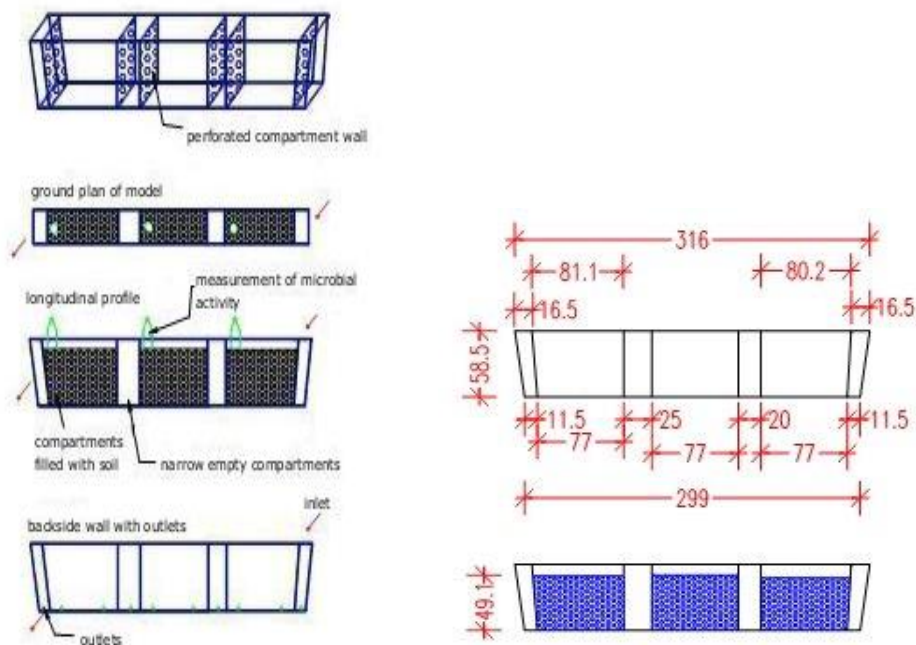 perforated compartment wall
ground plan of model
measurement of microbial
activity
longitudinal profile
compartments
filled with soil
narrow empty compartments
inlet
backside wall with outlets
outlets
316
81.1
80.2
16.5
16.5
58.5
11.5
25
20
11.5
77
77
77
299
49.1